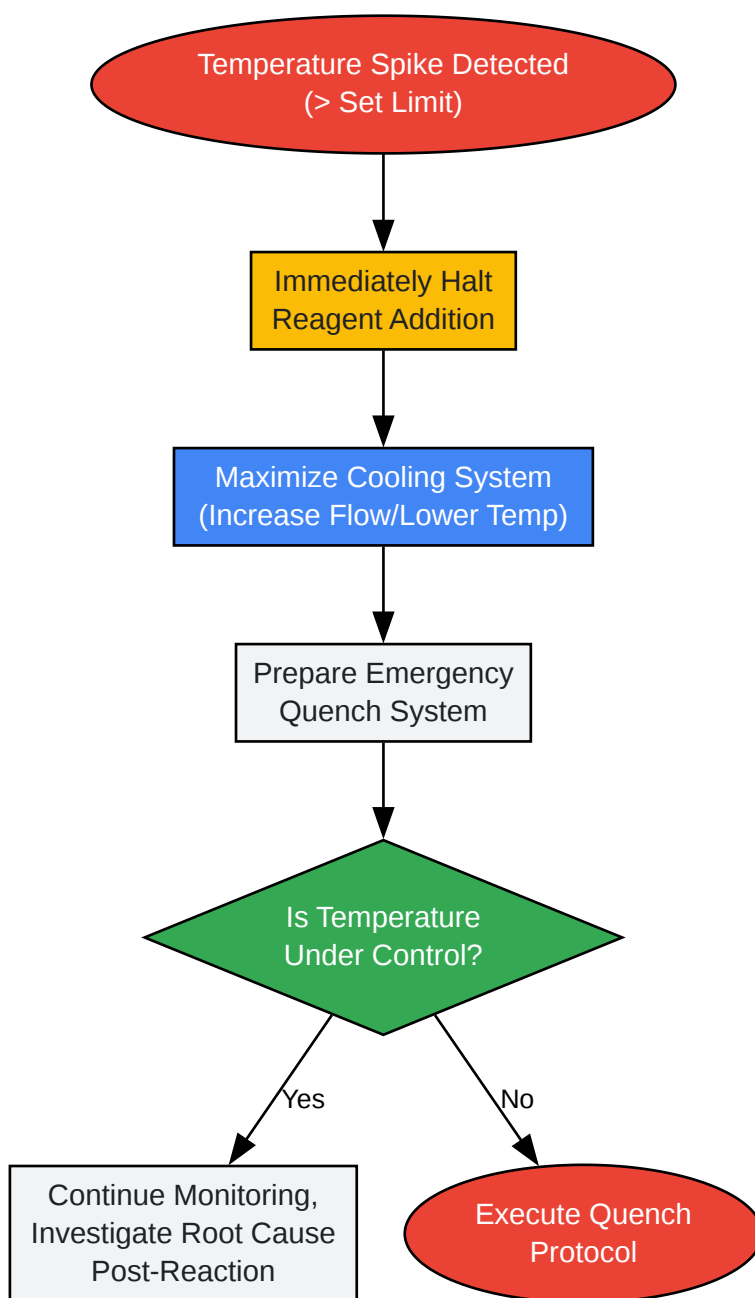 Temperature Spike Detected
(> Set Limit)
Immediately Halt
Reagent Addition
Maximize Cooling System
(Increase Flow/Lower Temp)
Prepare Emergency
Quench System
Is Temperature
Under Control?
Yes
No
Continue Monitoring,
Investigate Root Cause
Post-Reaction
Execute Quench
Protocol